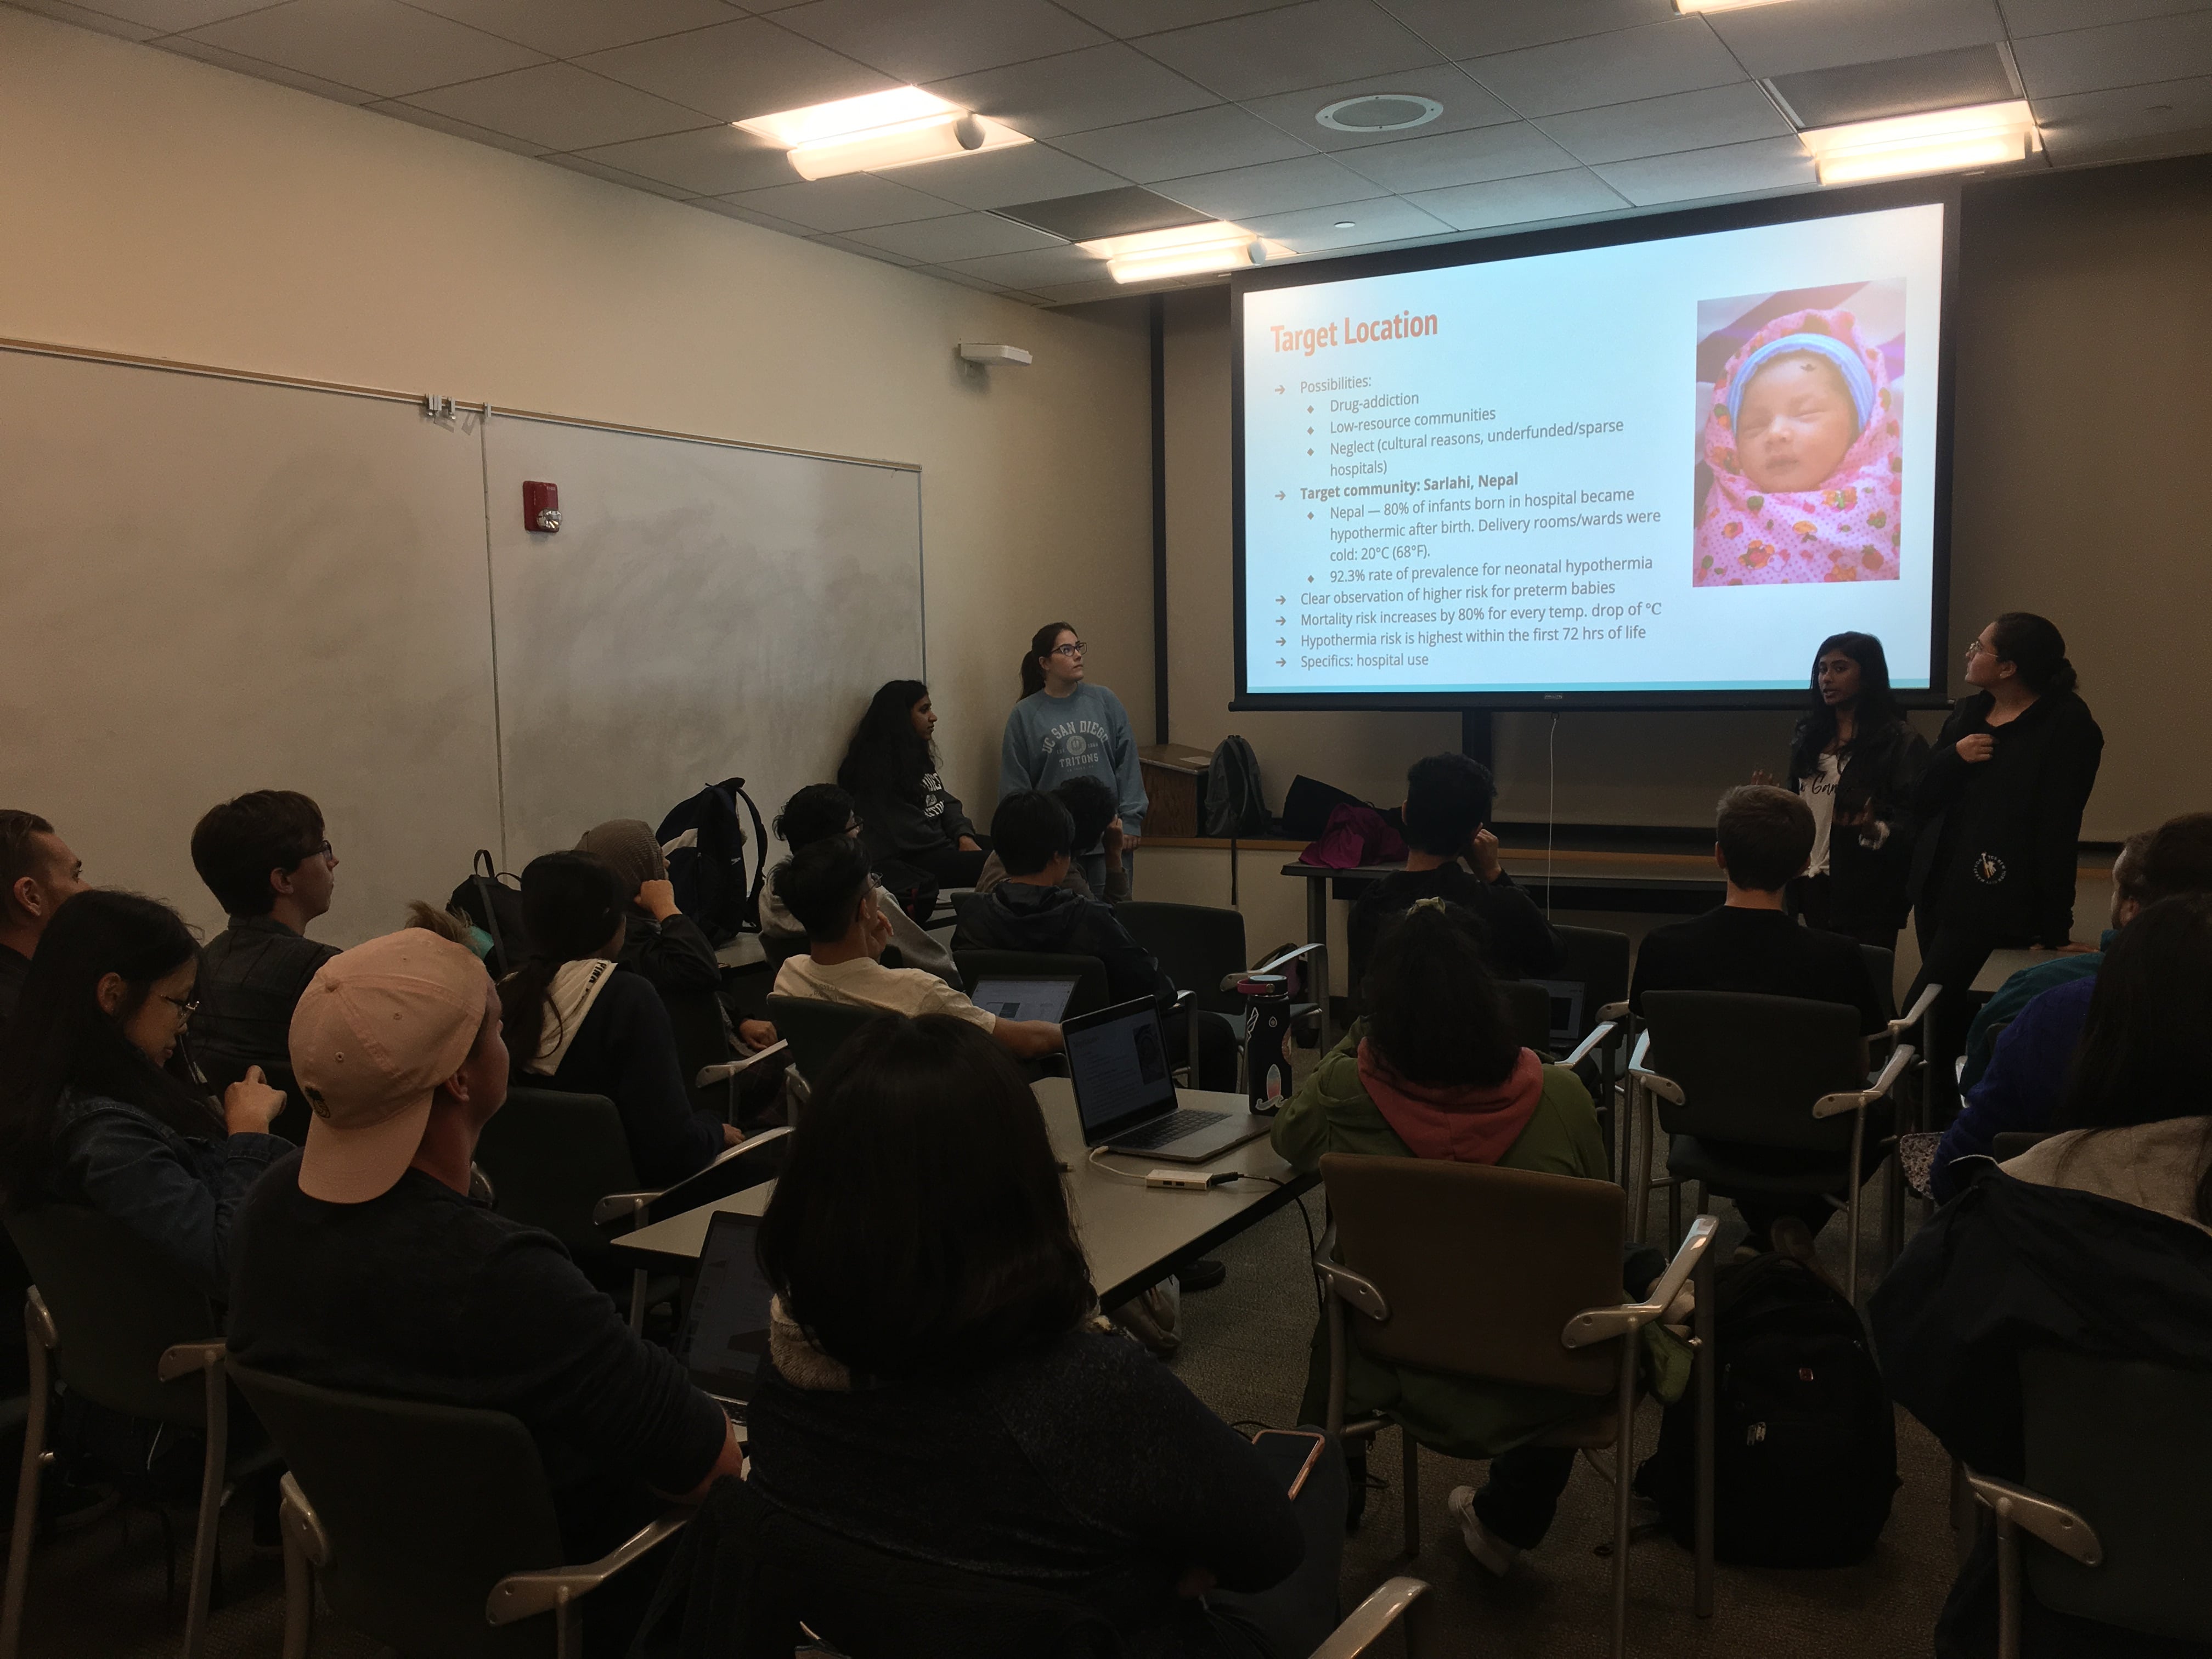 Target Location
➔ Possibilities:
◆ Drug-addiction
◆ Low-resource communities
◆ Neglect (cultural reasons, underfunded/sparse
hospitals)
➔ Target community: Sarlahi, Nepal
◆ Nepal — 80% of infants born in hospital became
hypothermic after birth. Delivery rooms/wards were
cold: 20°C (68°F).
◆ 92.3% rate of prevalence for neonatal hypothermia
➔ Clear observation of higher risk for preterm babies
➔ Mortality risk increases by 80% for every temp. drop of °C
➔ Hypothermia risk is highest within the first 72 hrs of life
➔ Specifics: hospital use
UC SAN DIEGO
TRITONS